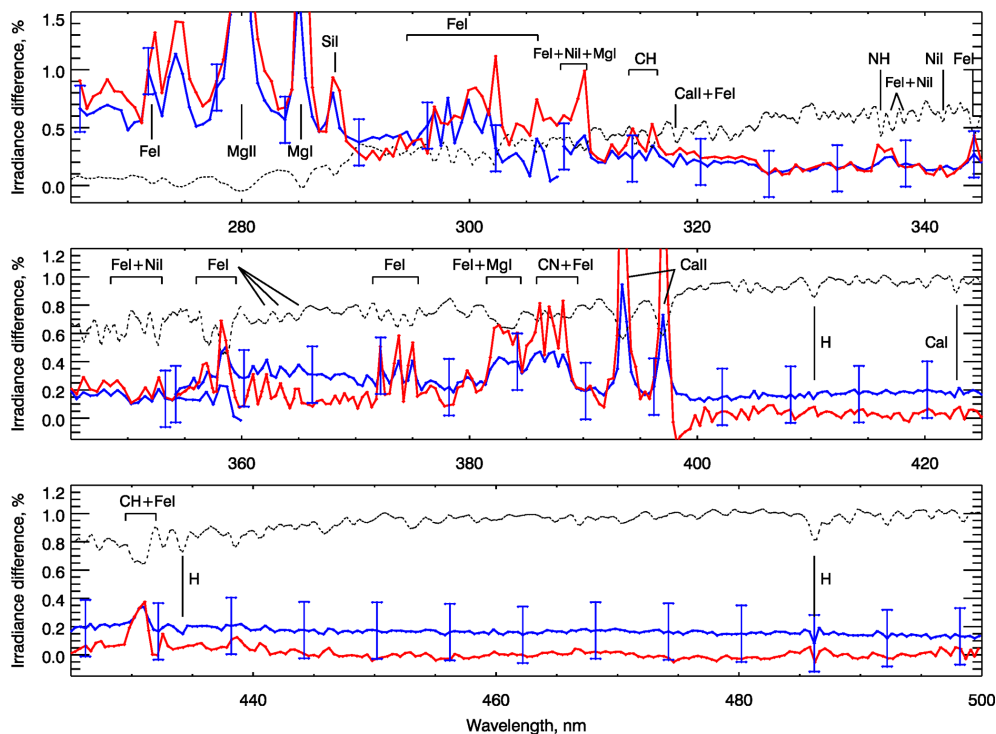 Irradiance difference, %
1.5
1.0
0.5
0.0
FeI
SiI
FeI+NiI+MgI
CH
CaII+FeI
NH
NiI
FeI
FeI+NiI
FeI
MgII
MgI
280
300
320
340
Irradiance difference, %
1.2
1.0
0.8
0.6
0.4
0.2
0.0
FeI+NiI
FeI
FeI
FeI+MgI
CN+FeI
CaII
H
CaI
360
380
400
420
Irradiance difference, %
1.2
1.0
0.8
0.6
0.4
0.2
0.0
CH+FeI
H
H
440
460
480
500
Wavelength, nm